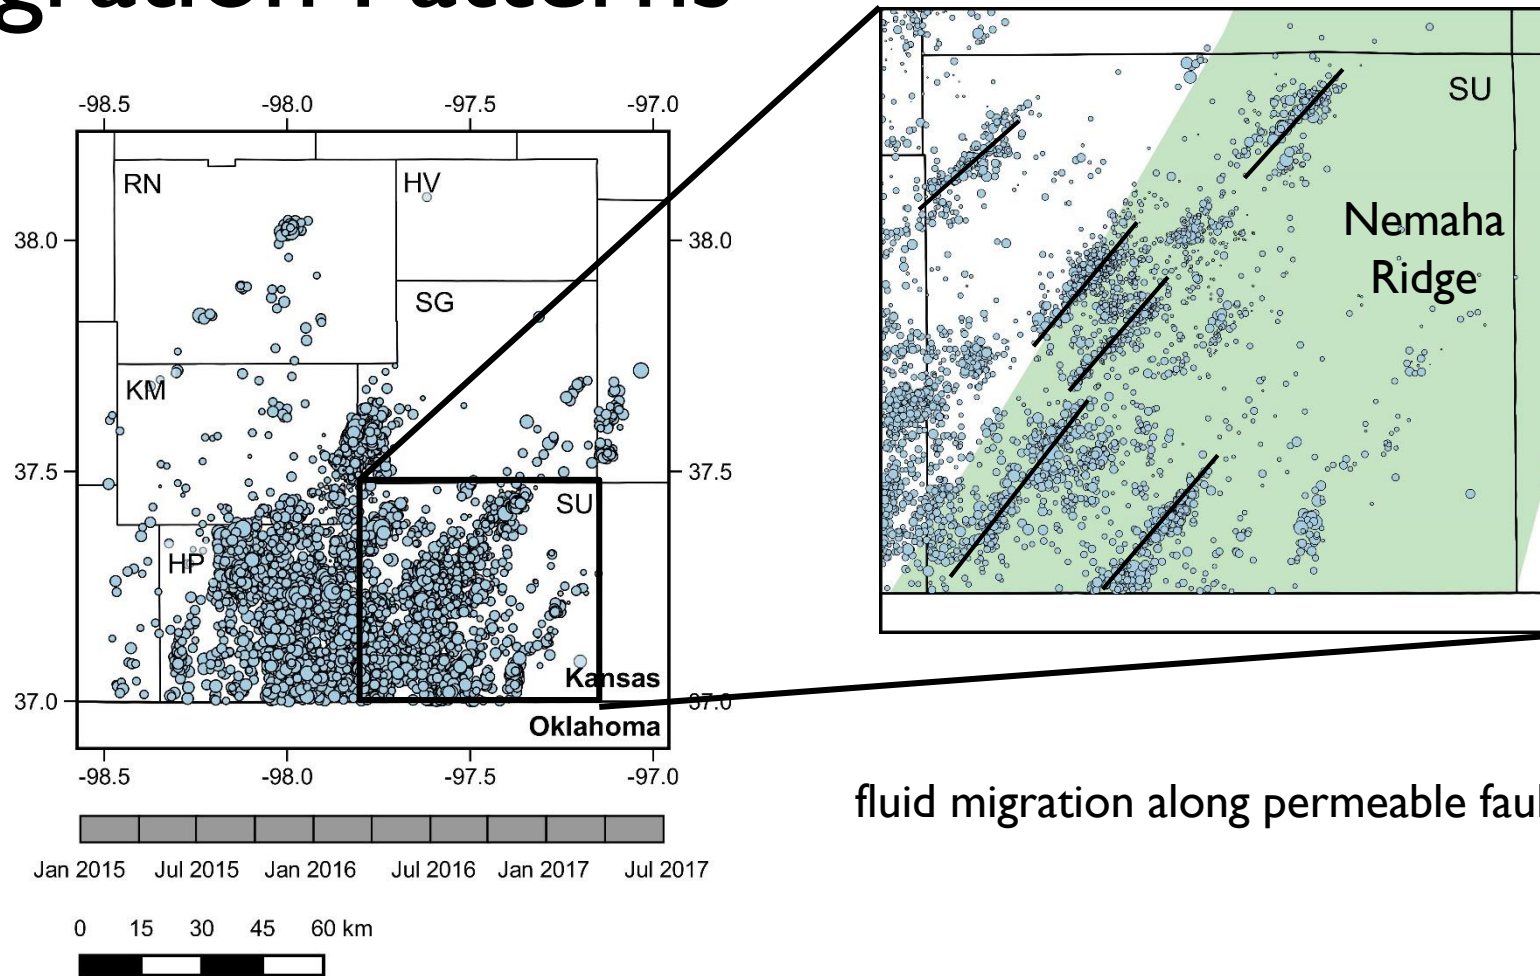 gration Patterns
-98.5 -98.0 -97.5 -97.0
RN
HV
38.0 38.0
SG
KM
37.5 37.5
SU
HP
Kansas
37.0 37.0
Oklahoma
-98.5 -98.0 -97.5 -97.0
Jan 2015 Jul 2015 Jan 2016 Jul 2016 Jan 2017 Jul 2017
0 15 30 45 60 km
SU
Nemaha
Ridge
fluid migration along permeable faul